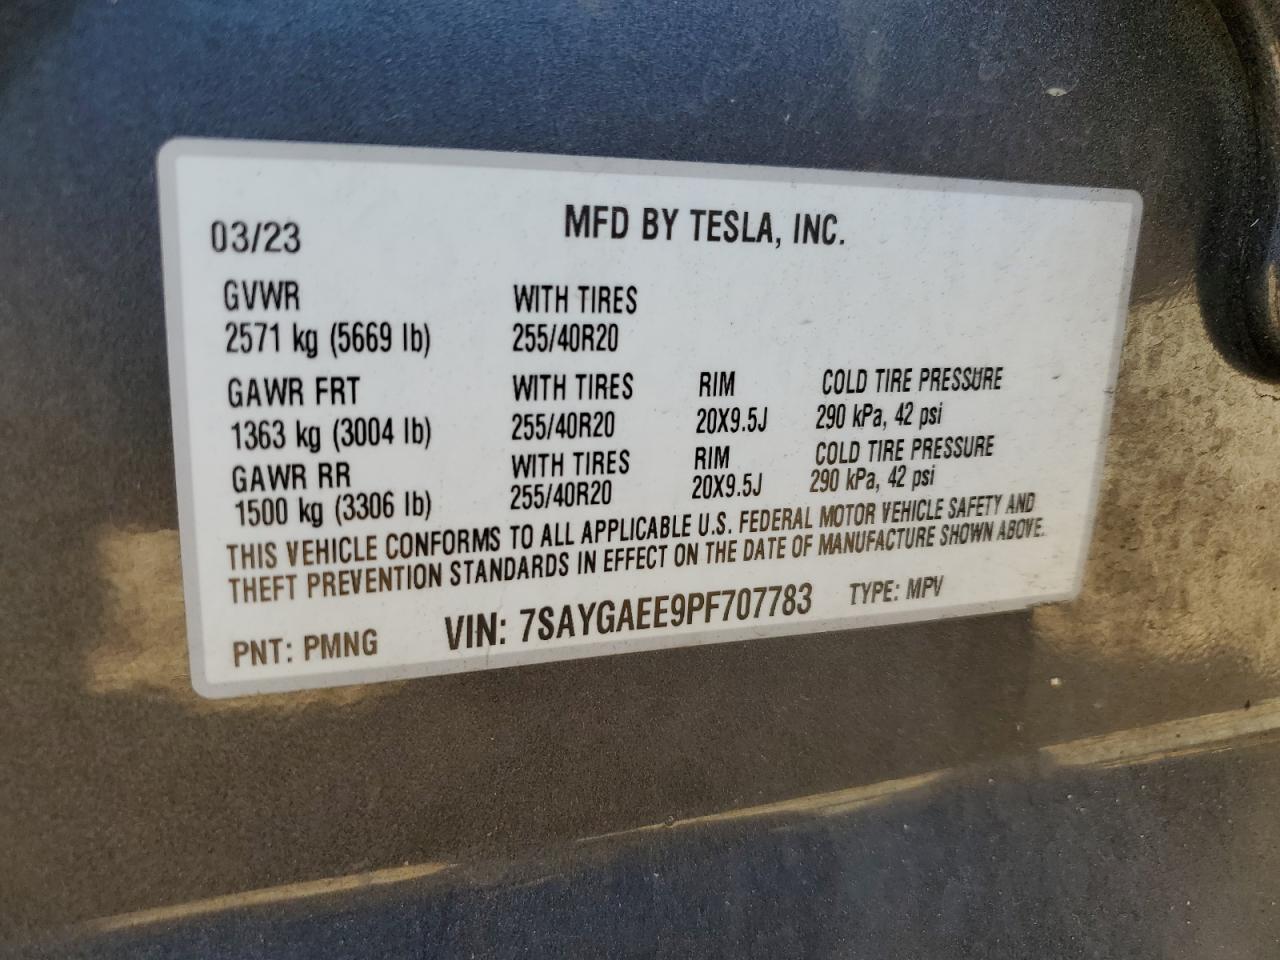 03/23 MFD BY TESLA, INC.
GVWR WITH TIRES
2571 kg (5669 lb) 255/40R20
GAWR FRT WITH TIRES RIM COLD TIRE PRESSURE
1363 kg (3004 lb) 255/40R20 20X9.5J 290 kPa, 42 psi
GAWR RR WITH TIRES RIM COLD TIRE PRESSURE
1500 kg (3306 lb) 255/40R20 20X9.5J 290 kPa, 42 psi
THIS VEHICLE CONFORMS TO ALL APPLICABLE U.S. FEDERAL MOTOR VEHICLE SAFETY AND
THEFT PREVENTION STANDARDS IN EFFECT ON THE DATE OF MANUFACTURE SHOWN ABOVE.
PNT: PMNG VIN: 7SAYGAEE9PF707783 TYPE: MPV